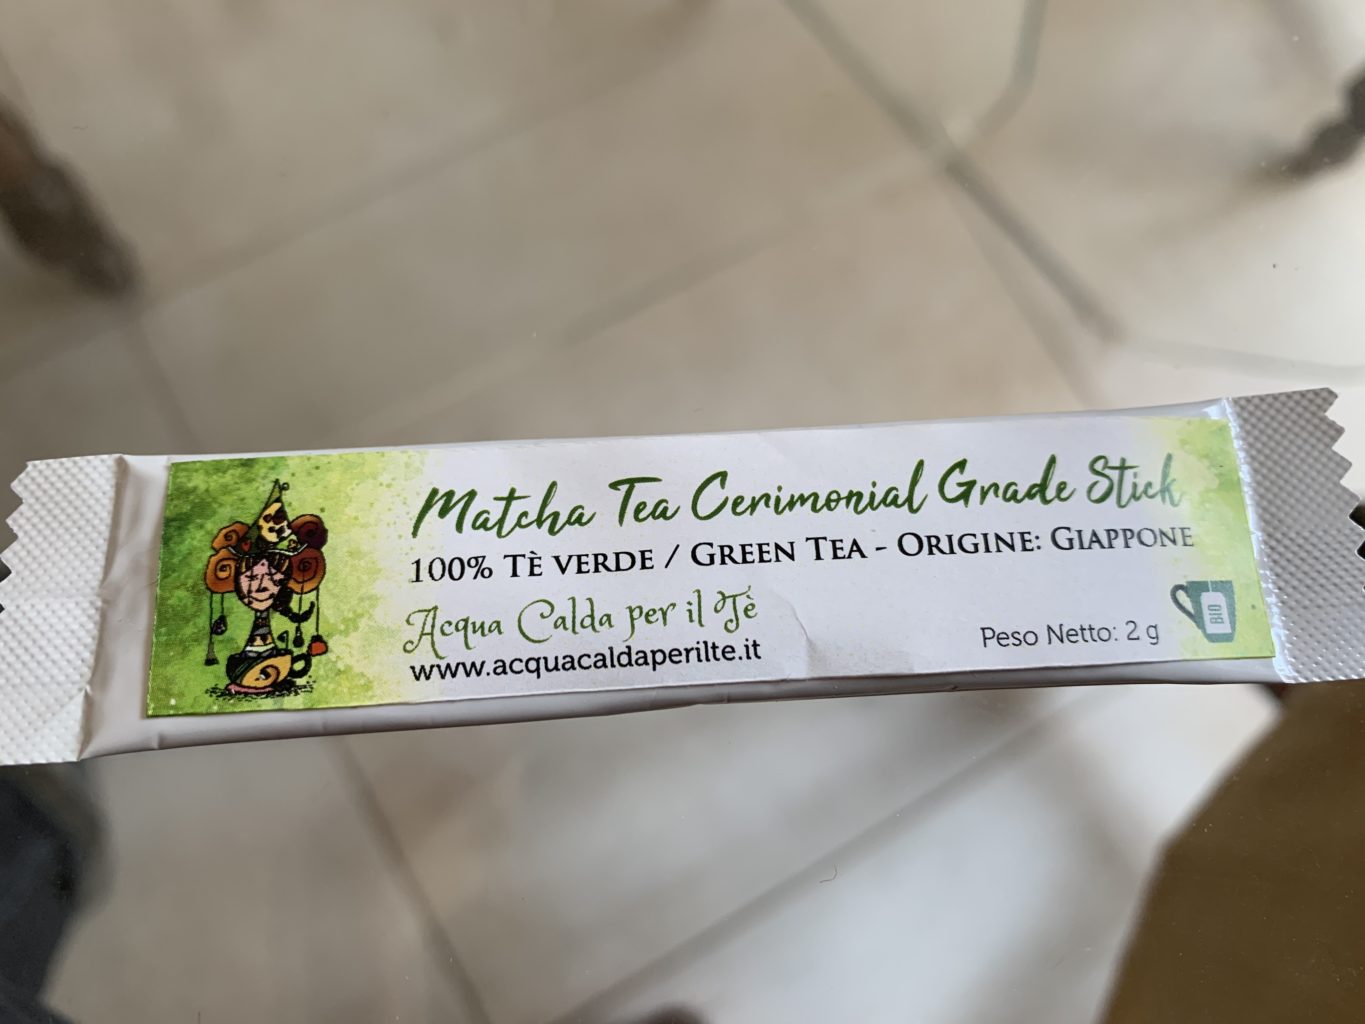 Matcha Tea Cerimonial Grade Stick
100% Tè verde / Green Tea - Origine: Giappone
Acqua Calda per il Tè
www.acquacaldaperilte.it
Peso Netto: 2 g
BIO